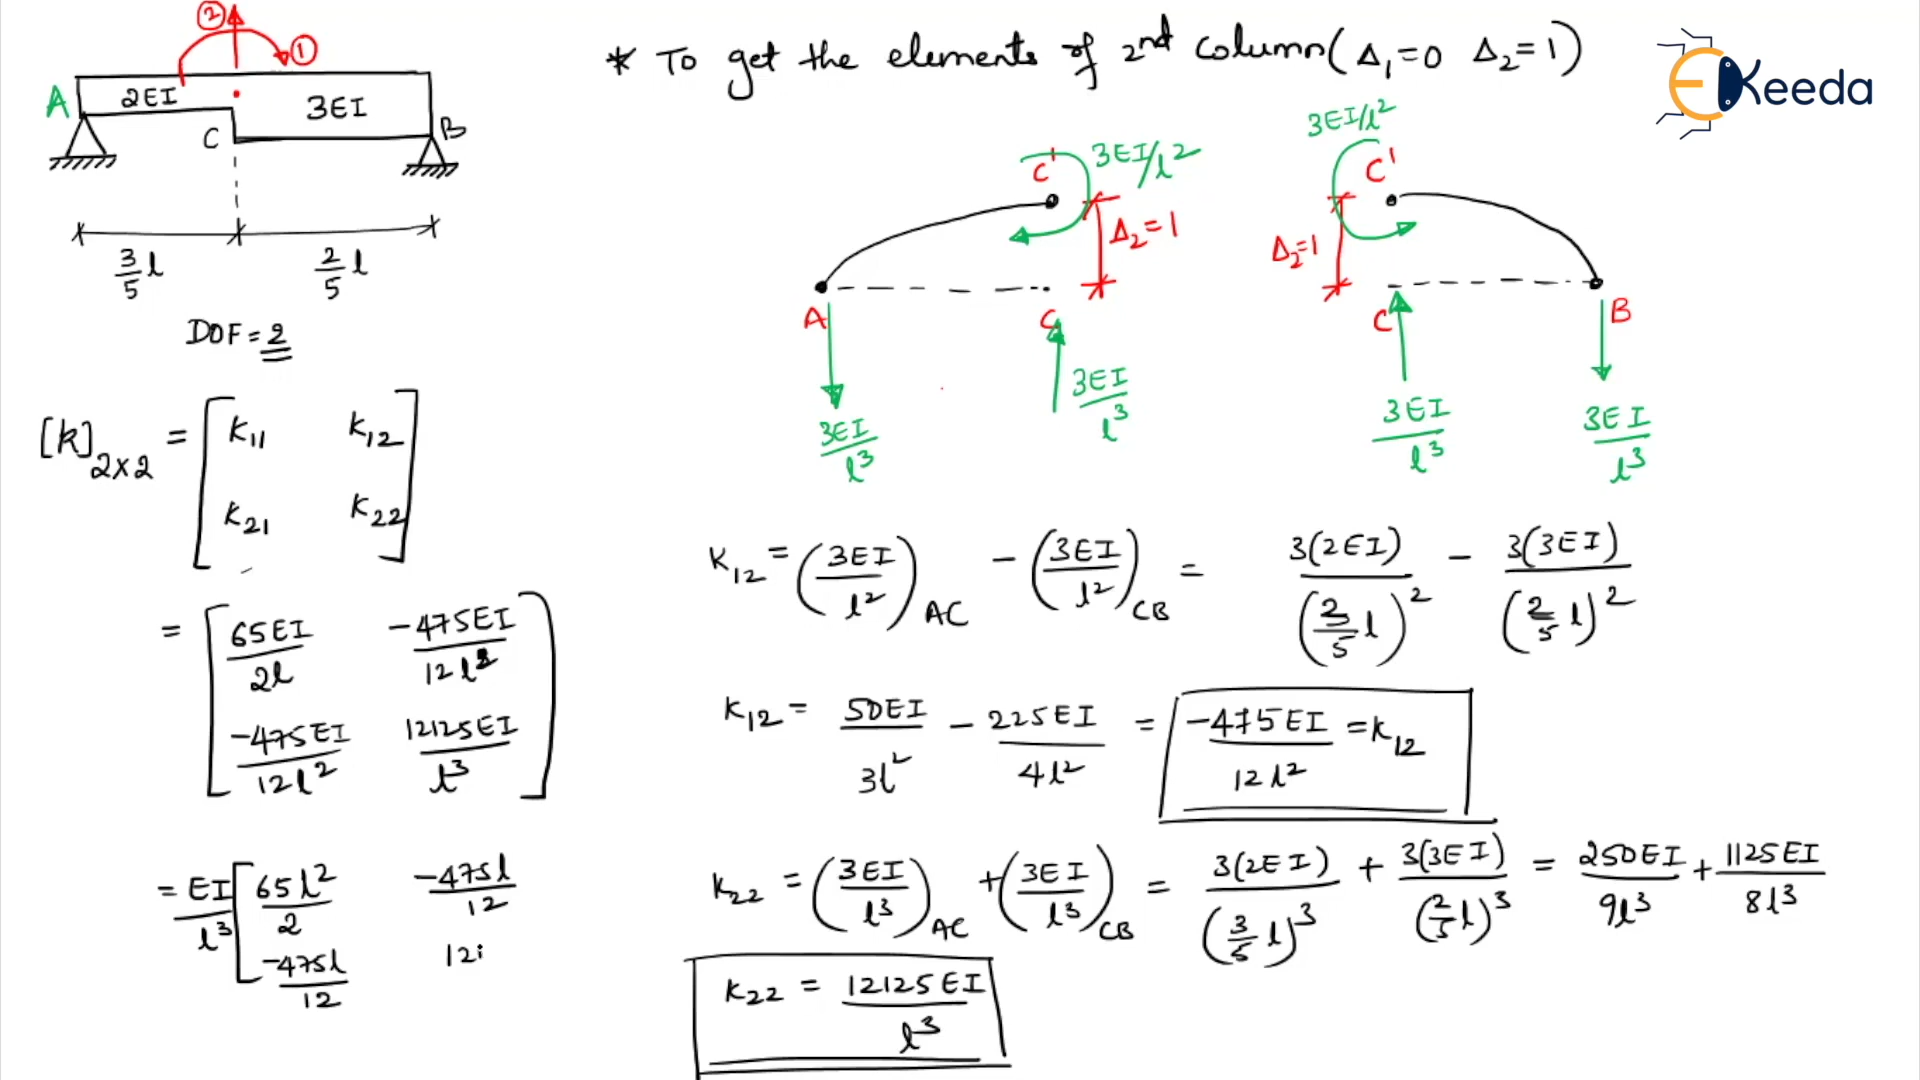 * To get the elements of 2nd column (Δ₁=0 Δ₂=1)
EKeeda
② ①
A 2EI 3EI B
C
3/5 l 2/5 l
DOF = 2
[k]₂ₓ₂ = [ K₁₁ K₁₂
K₂₁ K₂₂ ]
= [ 65EI/2l -475EI/12l²
-475EI/12l² 12125EI/l³ ]
= EI/l³ [ 65l²/2 -475l/12
-475l/12 12i
C' 3EI/l²
Δ₂=1
A C
3EI/l³ 3EI/l³
3EI/l² C'
Δ₂=1
C B
3EI/l³ 3EI/l³
K₁₂ = (3EI/l²)AC - (3EI/l²)CB = 3(2EI)/(3/5 l)² - 3(3EI)/(2/5 l)²
K₁₂ = 50EI/3l² - 225EI/4l² = -475EI/12l² = K₁₂
K₂₂ = (3EI/l³)AC + (3EI/l³)CB = 3(2EI)/(3/5 l)³ + 3(3EI)/(2/5 l)³ = 250EI/9l³ + 1125EI/8l³
K₂₂ = 12125EI/l³